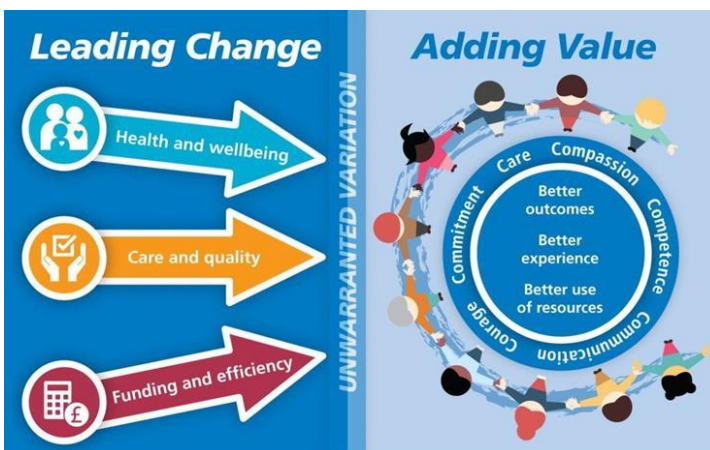 Leading Change
Health and wellbeing
Care and quality
Funding and efficiency
£
UNWARRANTED VARIATION
Adding Value
Care
Compassion
Competence
Communication
Courage
Commitment
Better
outcomes
Better
experience
Better use
of resources